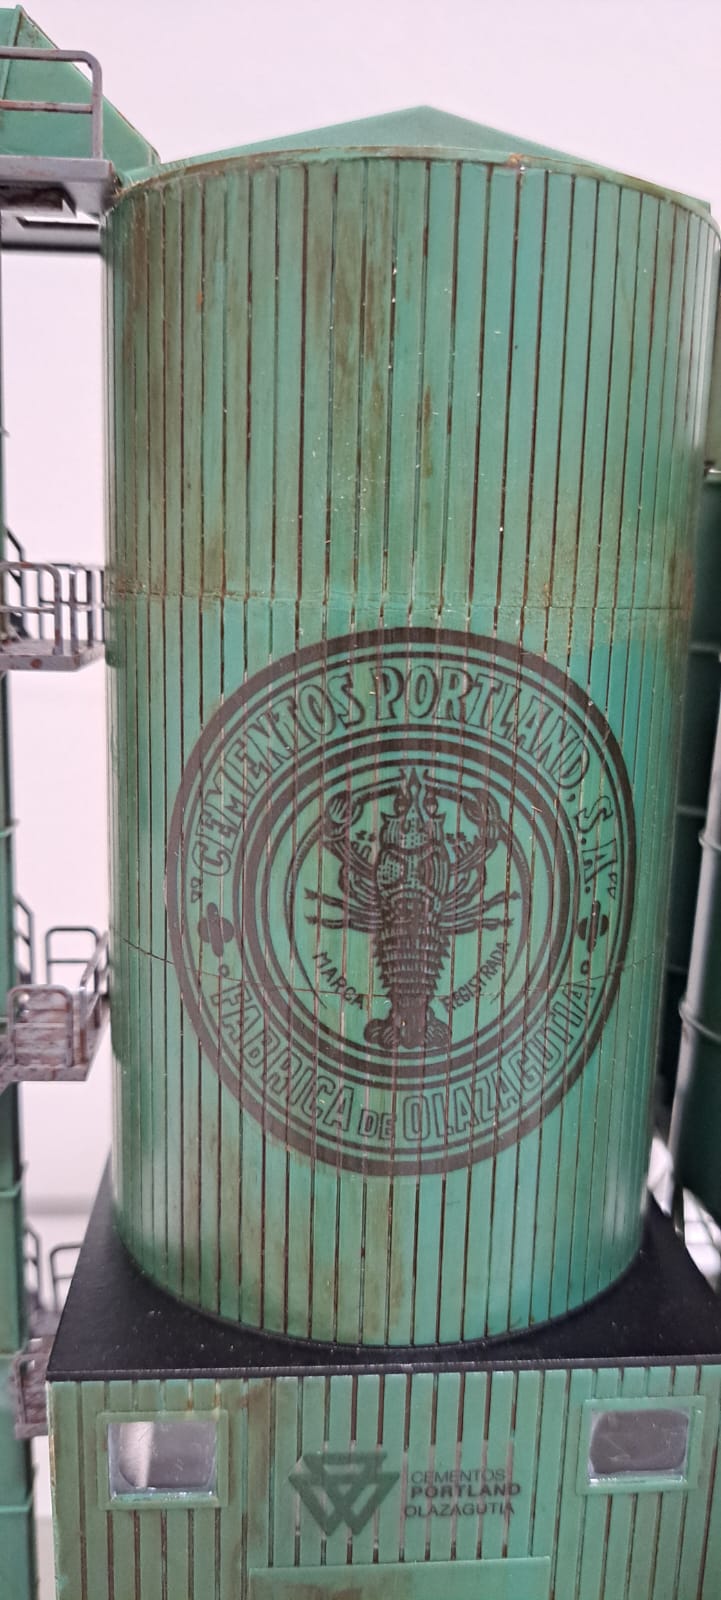 "CEMENTOS PORTLAND, S.A."
MARCA REGISTRADA
FABRICA DE OLAZAGUTIA
CEMENTOS
PORTLAND
OLAZAGUTIA